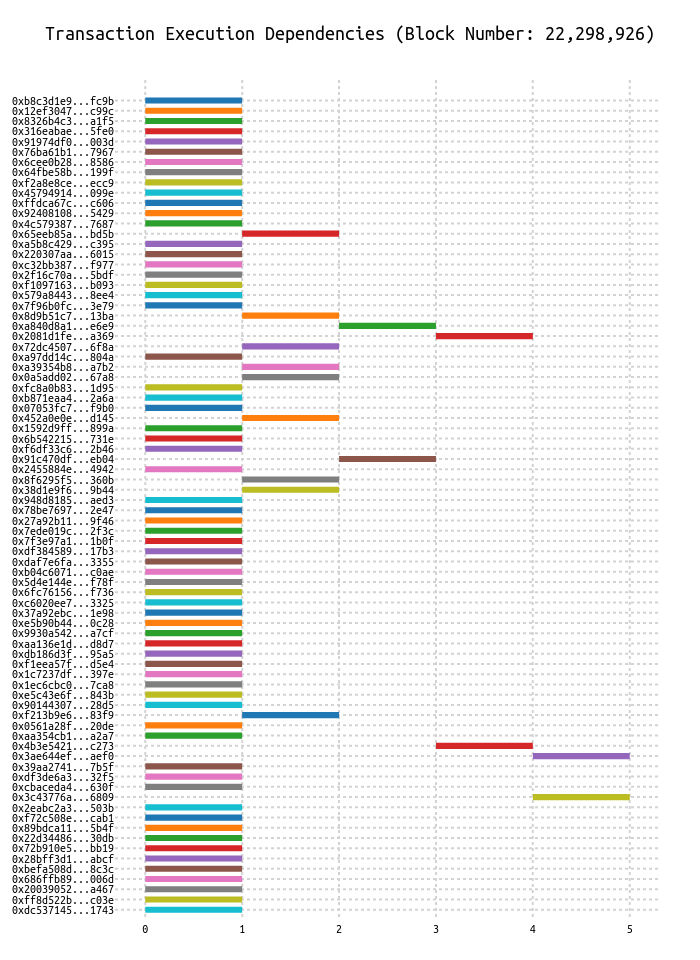 Transaction Execution Dependencies (Block Number: 22,298,926)
0xb8c3d1e9...fc9b
0x12ef3047...c99c
0x8326b4c3...a1f5
0x316eabae...5fe0
0x91974df0...003d
0x76ba61b1...7967
0x6cee0b28...8586
0x64fbe58b...199f
0xf2a8e8ce...ecc9
0x45794914...099e
0xffdca67c...c606
0x92408108...5429
0x4c579387...7687
0x65eeb85a...bd5b
0xa5b8c429...c395
0x220307aa...6015
0xc32bb387...f977
0x2f16c70a...5bdf
0xf1097163...b093
0x579a8443...8ee4
0x7f96b0fc...3e79
0x8d9b51c7...13ba
0xa840d8a1...e6e9
0x2081d1fe...a369
0x72dc4507...6f8a
0xa97dd14c...804a
0xa39354b8...a7b2
0x0a5add02...67a8
0xfc8a0b83...1d95
0xb871eaa4...2a6a
0x07053fc7...f9b0
0x452a0e0e...d145
0x1592d9ff...899a
0x6b542215...731e
0xf6df33c6...2b46
0x91c470df...eb04
0x2455884e...4942
0x8f6295f5...360b
0x38d1e9f6...9b44
0x948d8185...aed3
0x78be7697...2e47
0x27a92b11...9f46
0x7ede019c...2f3c
0x7f3e97a1...1b0f
0xdf384589...17b3
0xdaf7e6fa...3355
0xb04c6071...c0ae
0x5d4e144e...f78f
0x6fc76156...f736
0xc6020ee7...3325
0x37a92ebc...1e98
0xe5b90b44...0c28
0x9930a542...a7cf
0xaa136e1d...d8d7
0xdb186d3f...95a5
0xf1eea57f...d5e4
0x1c7237df...397e
0x1ec6cbc0...7ca8
0xe5c43e6f...843b
0x90144307...28d5
0xf213b9e6...83f9
0x0561a28f...20de
0xaa354cb1...a2a7
0x4b3e5421...c273
0x3ae644ef...aef0
0x39aa2741...7b5f
0xdf3de6a3...32f5
0xcbaceda4...630f
0x3c43776a...6809
0x2eabc2a3...503b
0xf72c508e...cab1
0x89bdca11...5b4f
0x22d34486...30db
0x72b910e5...bb19
0x28bff3d1...abcf
0xbefa508d...8c3c
0x686ffb89...006d
0x20039052...a467
0xff8d522b...c03e
0xdc537145...1743
0 1 2 3 4 5